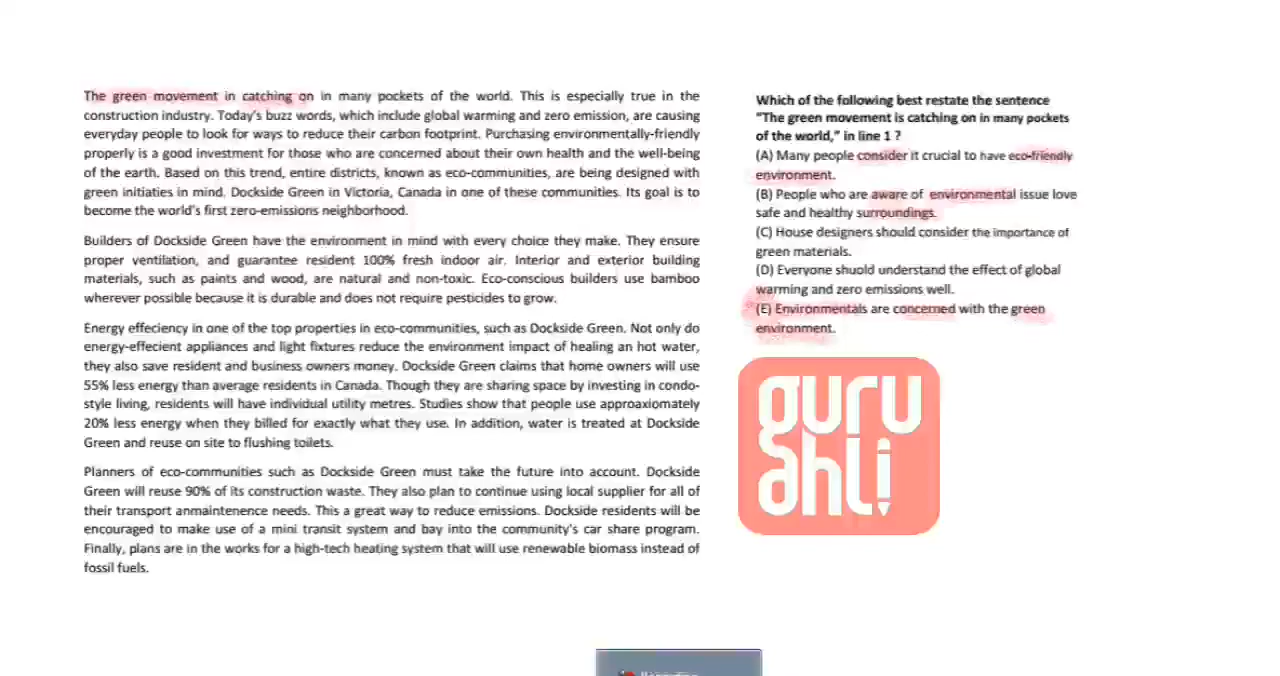 The green movement in catching on in many pockets of the world. This is especially true in the
construction industry. Today's buzz words, which include global warming and zero emission, are causing
everyday people to look for ways to reduce their carbon footprint. Purchasing environmentally-friendly
properly is a good investment for those who are concerned about their own health and the well-being
of the earth. Based on this trend, entire districts, known as eco-communities, are being designed with
green initiaties in mind. Dockside Green in Victoria, Canada in one of these communities. Its goal is to
become the world's first zero-emissions neighborhood.
Builders of Dockside Green have the environment in mind with every choice they make. They ensure
proper ventilation, and guarantee resident 100% fresh indoor air. Interior and exterior building
materials, such as paints and wood, are natural and non-toxic. Eco-conscious builders use bamboo
wherever possible because it is durable and does not require pesticides to grow.
Energy effeciency in one of the top properties in eco-communities, such as Dockside Green. Not only do
energy-effecient appliances and light fixtures reduce the environment impact of healing an hot water,
they also save resident and business owners money. Dockside Green claims that home owners will use
55% less energy than average residents in Canada. Though they are sharing space by investing in condo-
style living, residents will have individual utility metres. Studies show that people use approaxiomately
20% less energy when they billed for exactly what they use. In addition, water is treated at Dockside
Green and reuse on site to flushing toilets.
Planners of eco-communities such as Dockside Green must take the future into account. Dockside
Green will reuse 90% of its construction waste. They also plan to continue using local supplier for all of
their transport anmaintenence needs. This a great way to reduce emissions. Dockside residents will be
encouraged to make use of a mini transit system and bay into the community's car share program.
Finally, plans are in the works for a high-tech heating system that will use renewable biomass instead of
fossil fuels.
Which of the following best restate the sentence
"The green movement is catching on in many pockets
of the world," in line 1 ?
(A) Many people consider it crucial to have eco-friendly
environment.
(B) People who are aware of environmental issue love
safe and healthy surroundings.
(C) House designers should consider the importance of
green materials.
(D) Everyone shuold understand the effect of global
warming and zero emissions well.
(E) Environmentals are concerned with the green
environment.
guru
ahli